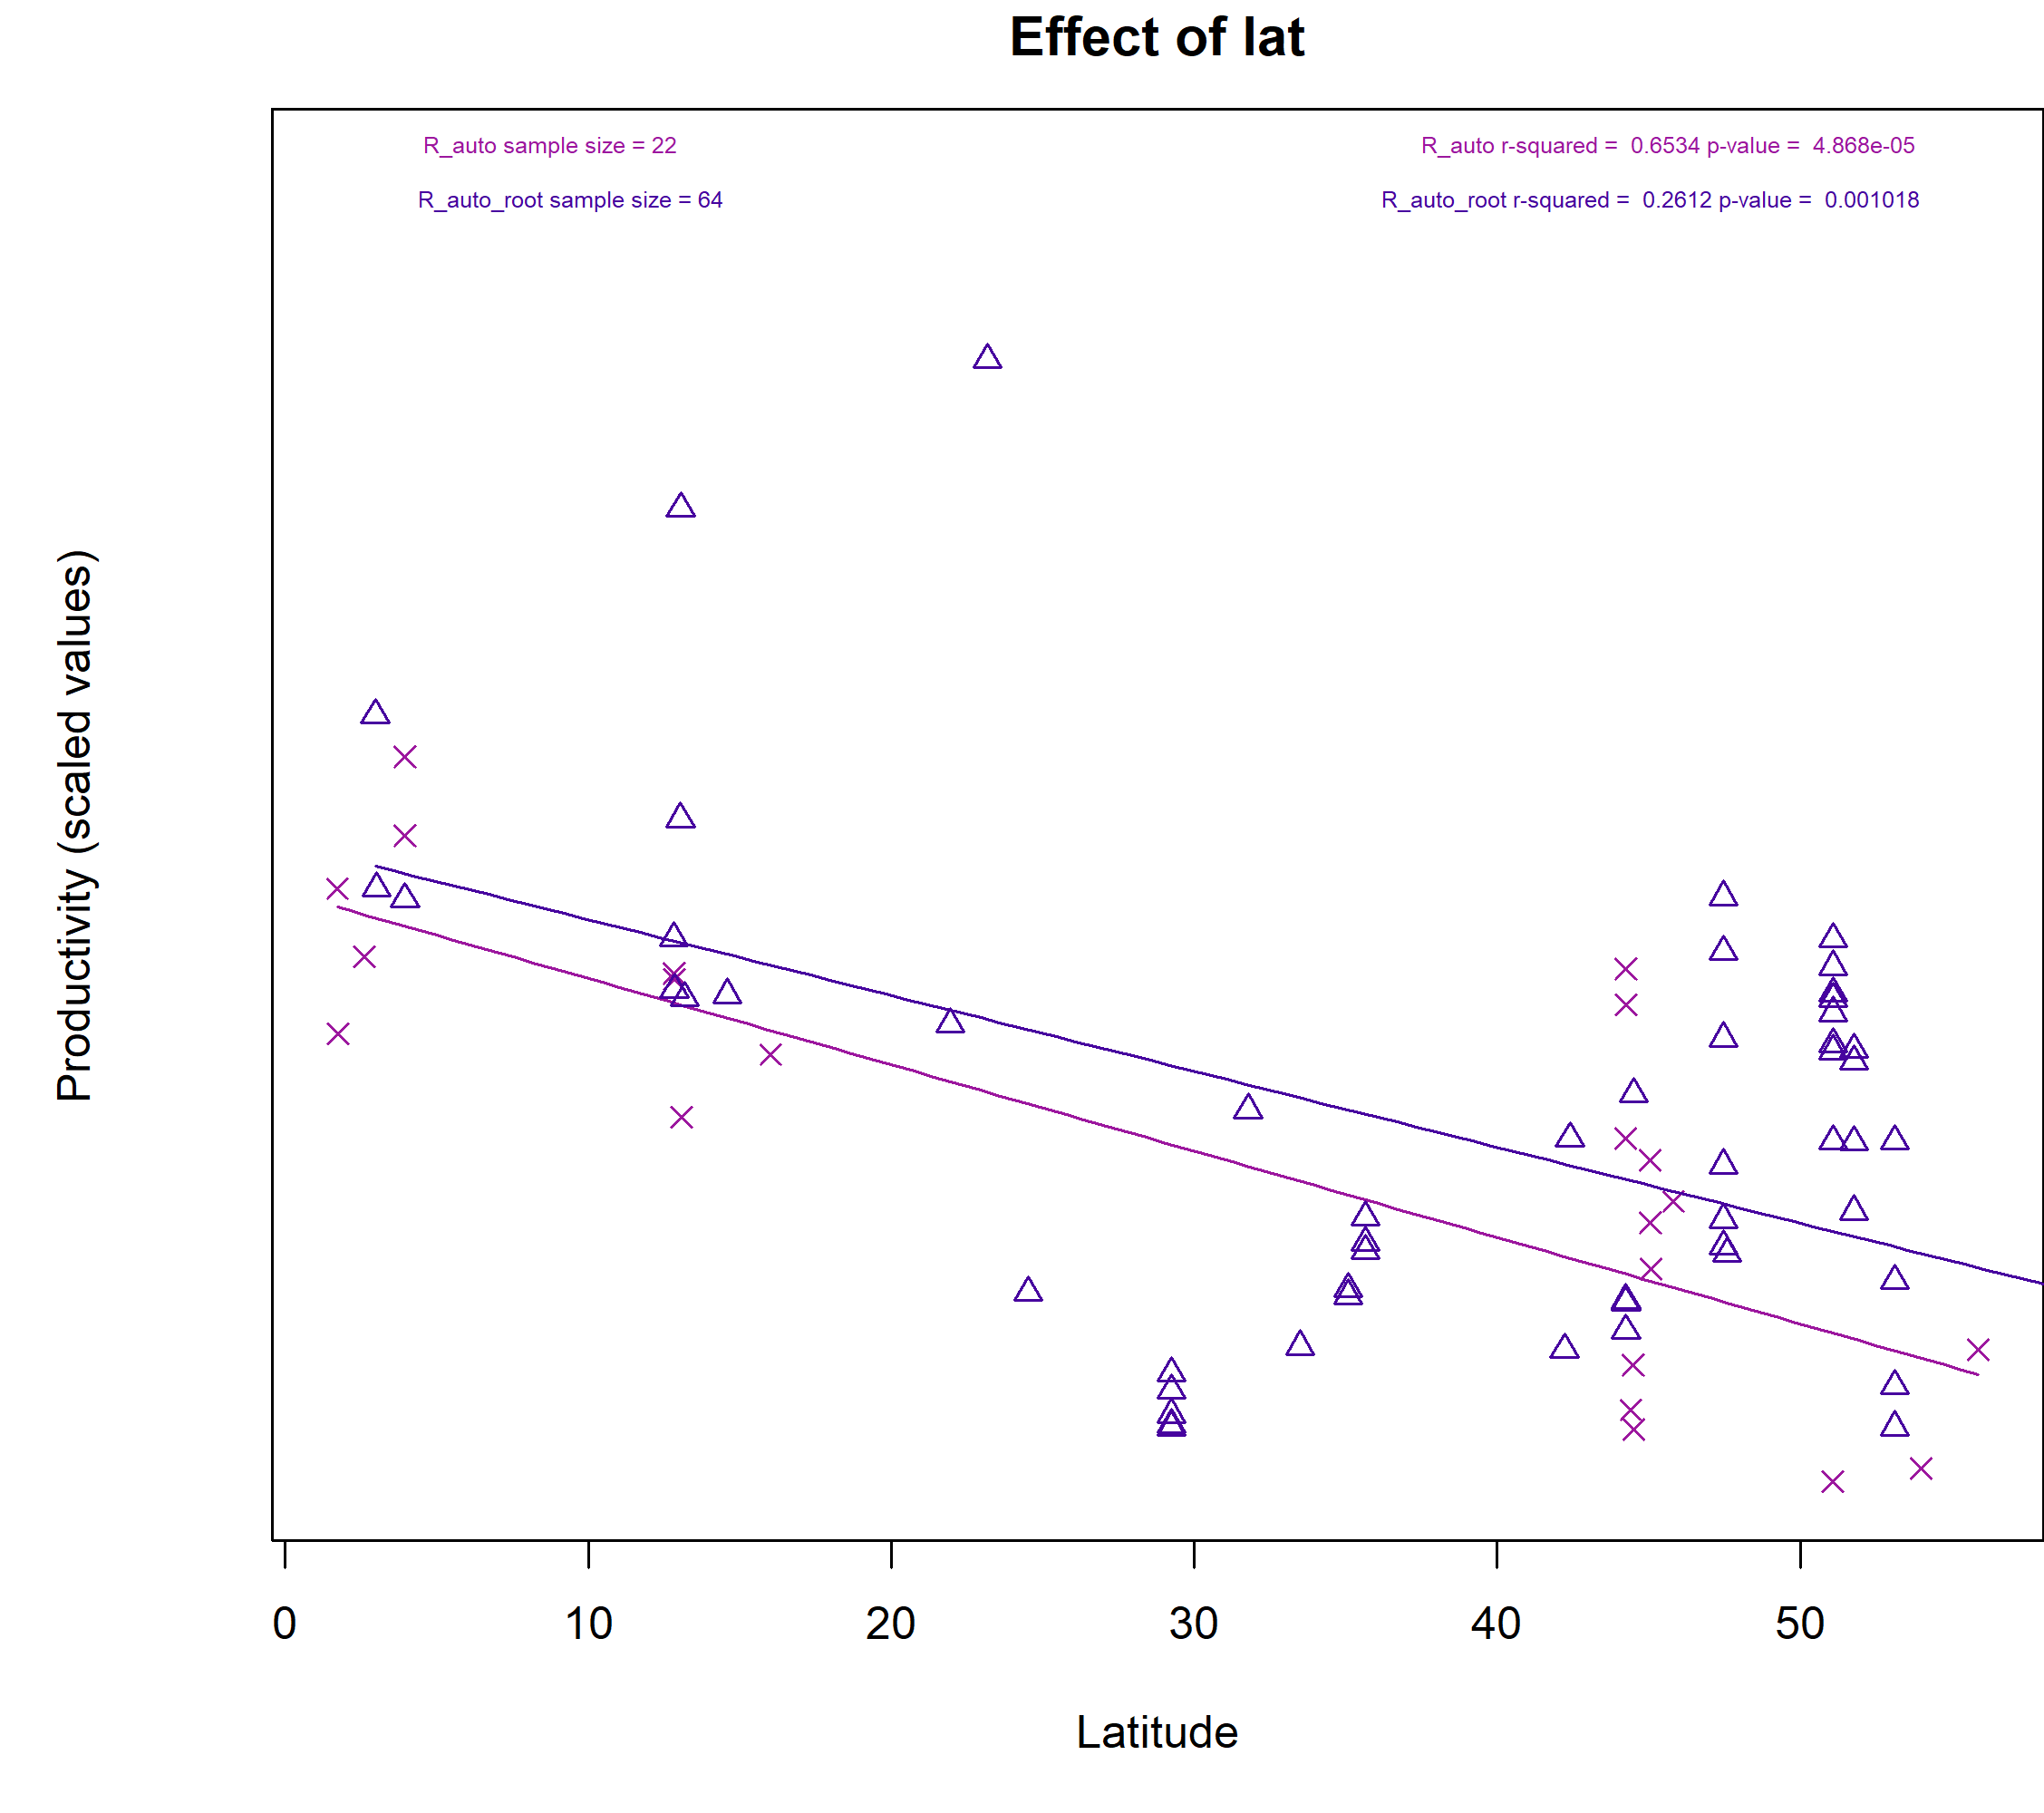 Effect of lat
R_auto sample size = 22
R_auto r-squared =  0.6534 p-value =  4.868e-05
R_auto_root sample size = 64
R_auto_root r-squared =  0.2612 p-value =  0.001018
Productivity (scaled values)
0 10 20 30 40 50
Latitude